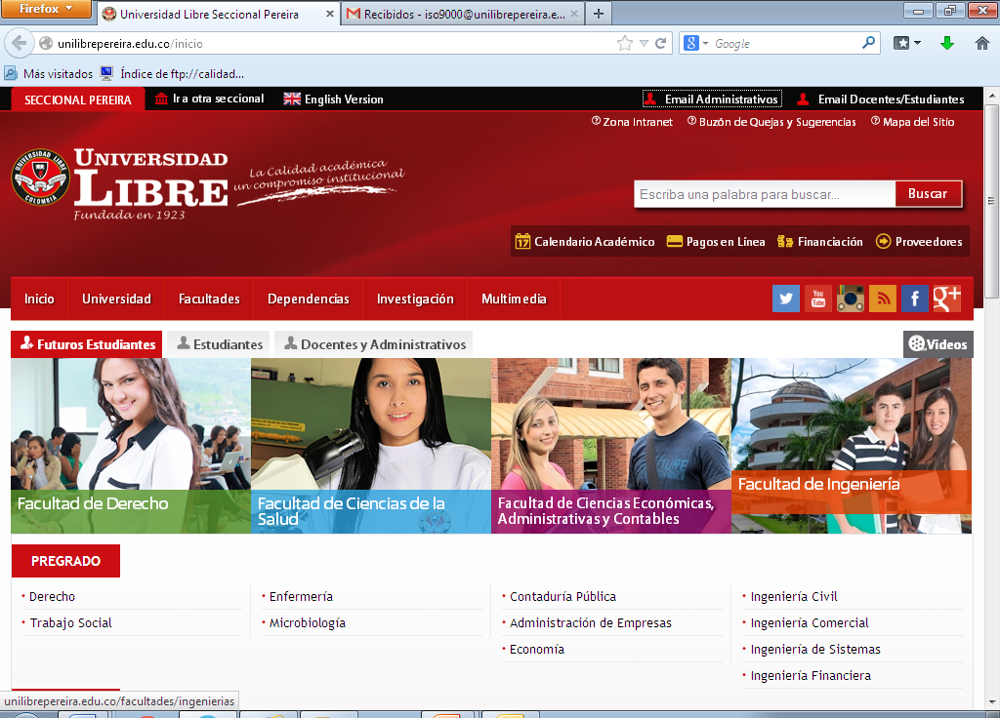 Firefox
Universidad Libre Seccional Pereira
Recibidos - iso9000@unilibrepereira.e...
unilibrepereira.edu.co/inicio
Google
Más visitados
Índice de ftp://calidad...
SECCIONAL PEREIRA
Ir a otra seccional
English Version
Email Administrativos
Email Docentes/Estudiantes
Zona Intranet
Buzón de Quejas y Sugerencias
Mapa del Sitio
UNIVERSIDAD LIBRE
COLOMBIA
UNIVERSIDAD
LIBRE
Fundada en 1923
La Calidad académica
un compromiso institucional
Escriba una palabra para buscar...
Buscar
Calendario Académico
Pagos en Línea
Financiación
Proveedores
Inicio
Universidad
Facultades
Dependencias
Investigación
Multimedia
You
Tube
Futuros Estudiantes
Estudiantes
Docentes y Administrativos
Videos
Facultad de Derecho
Facultad de Ciencias de la
Salud
Facultad de Ciencias Económicas,
Administrativas y Contables
Facultad de Ingeniería
PREGRADO
Derecho
Trabajo Social
Enfermería
Microbiología
Contaduría Pública
Administración de Empresas
Economía
Ingeniería Civil
Ingeniería Comercial
Ingeniería de Sistemas
Ingeniería Financiera
unilibrepereira.edu.co/facultades/ingenierias